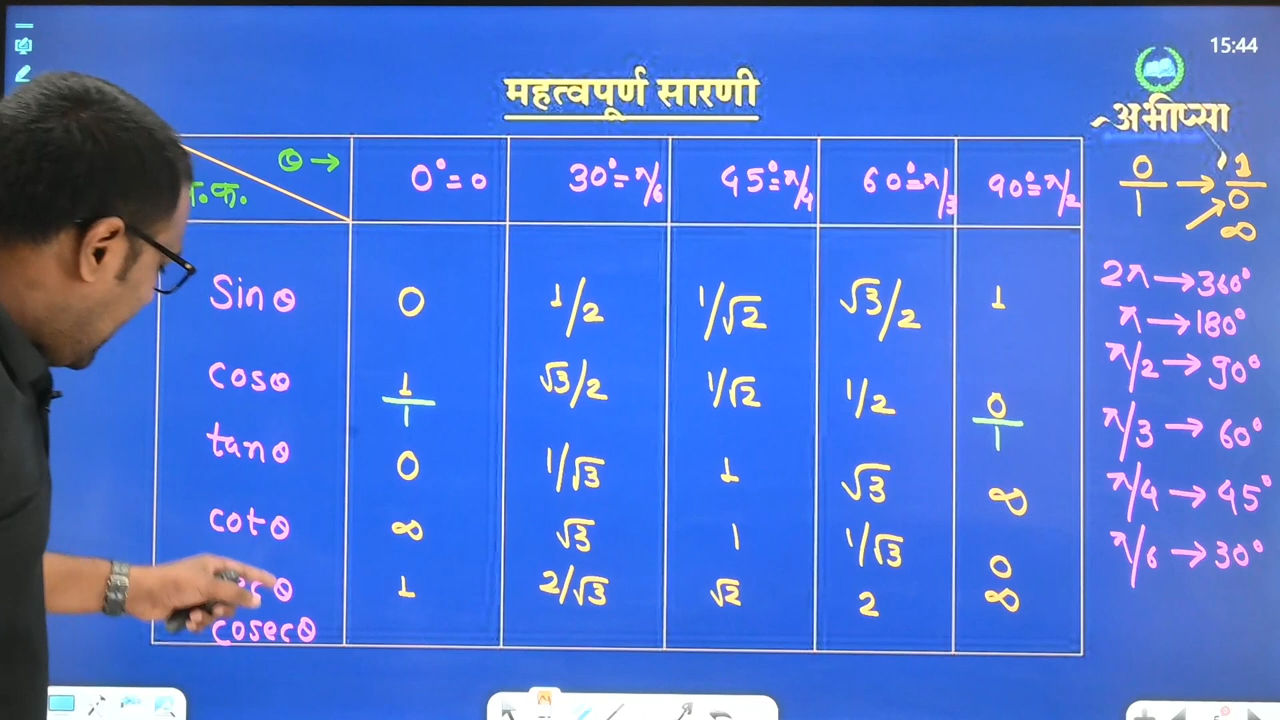 15:44
महत्वपूर्ण सारणी
अभीप्सा
θ → 0°=0 30°=π/6 45°=π/4 60°=π/3 90°=π/2
त्र.क.
sinθ 0 1/2 1/√2 √3/2 1
cosθ 1/1 √3/2 1/√2 1/2 0/1
tanθ 0 1/√3 1 √3 ∞
cotθ ∞ √3 1 1/√3 0
θ 1 2/√3 √2 2 ∞
cosecθ
0/1 → 1/0
∞
2π → 360°
π → 180°
π/2 → 90°
π/3 → 60°
π/4 → 45°
π/6 → 30°